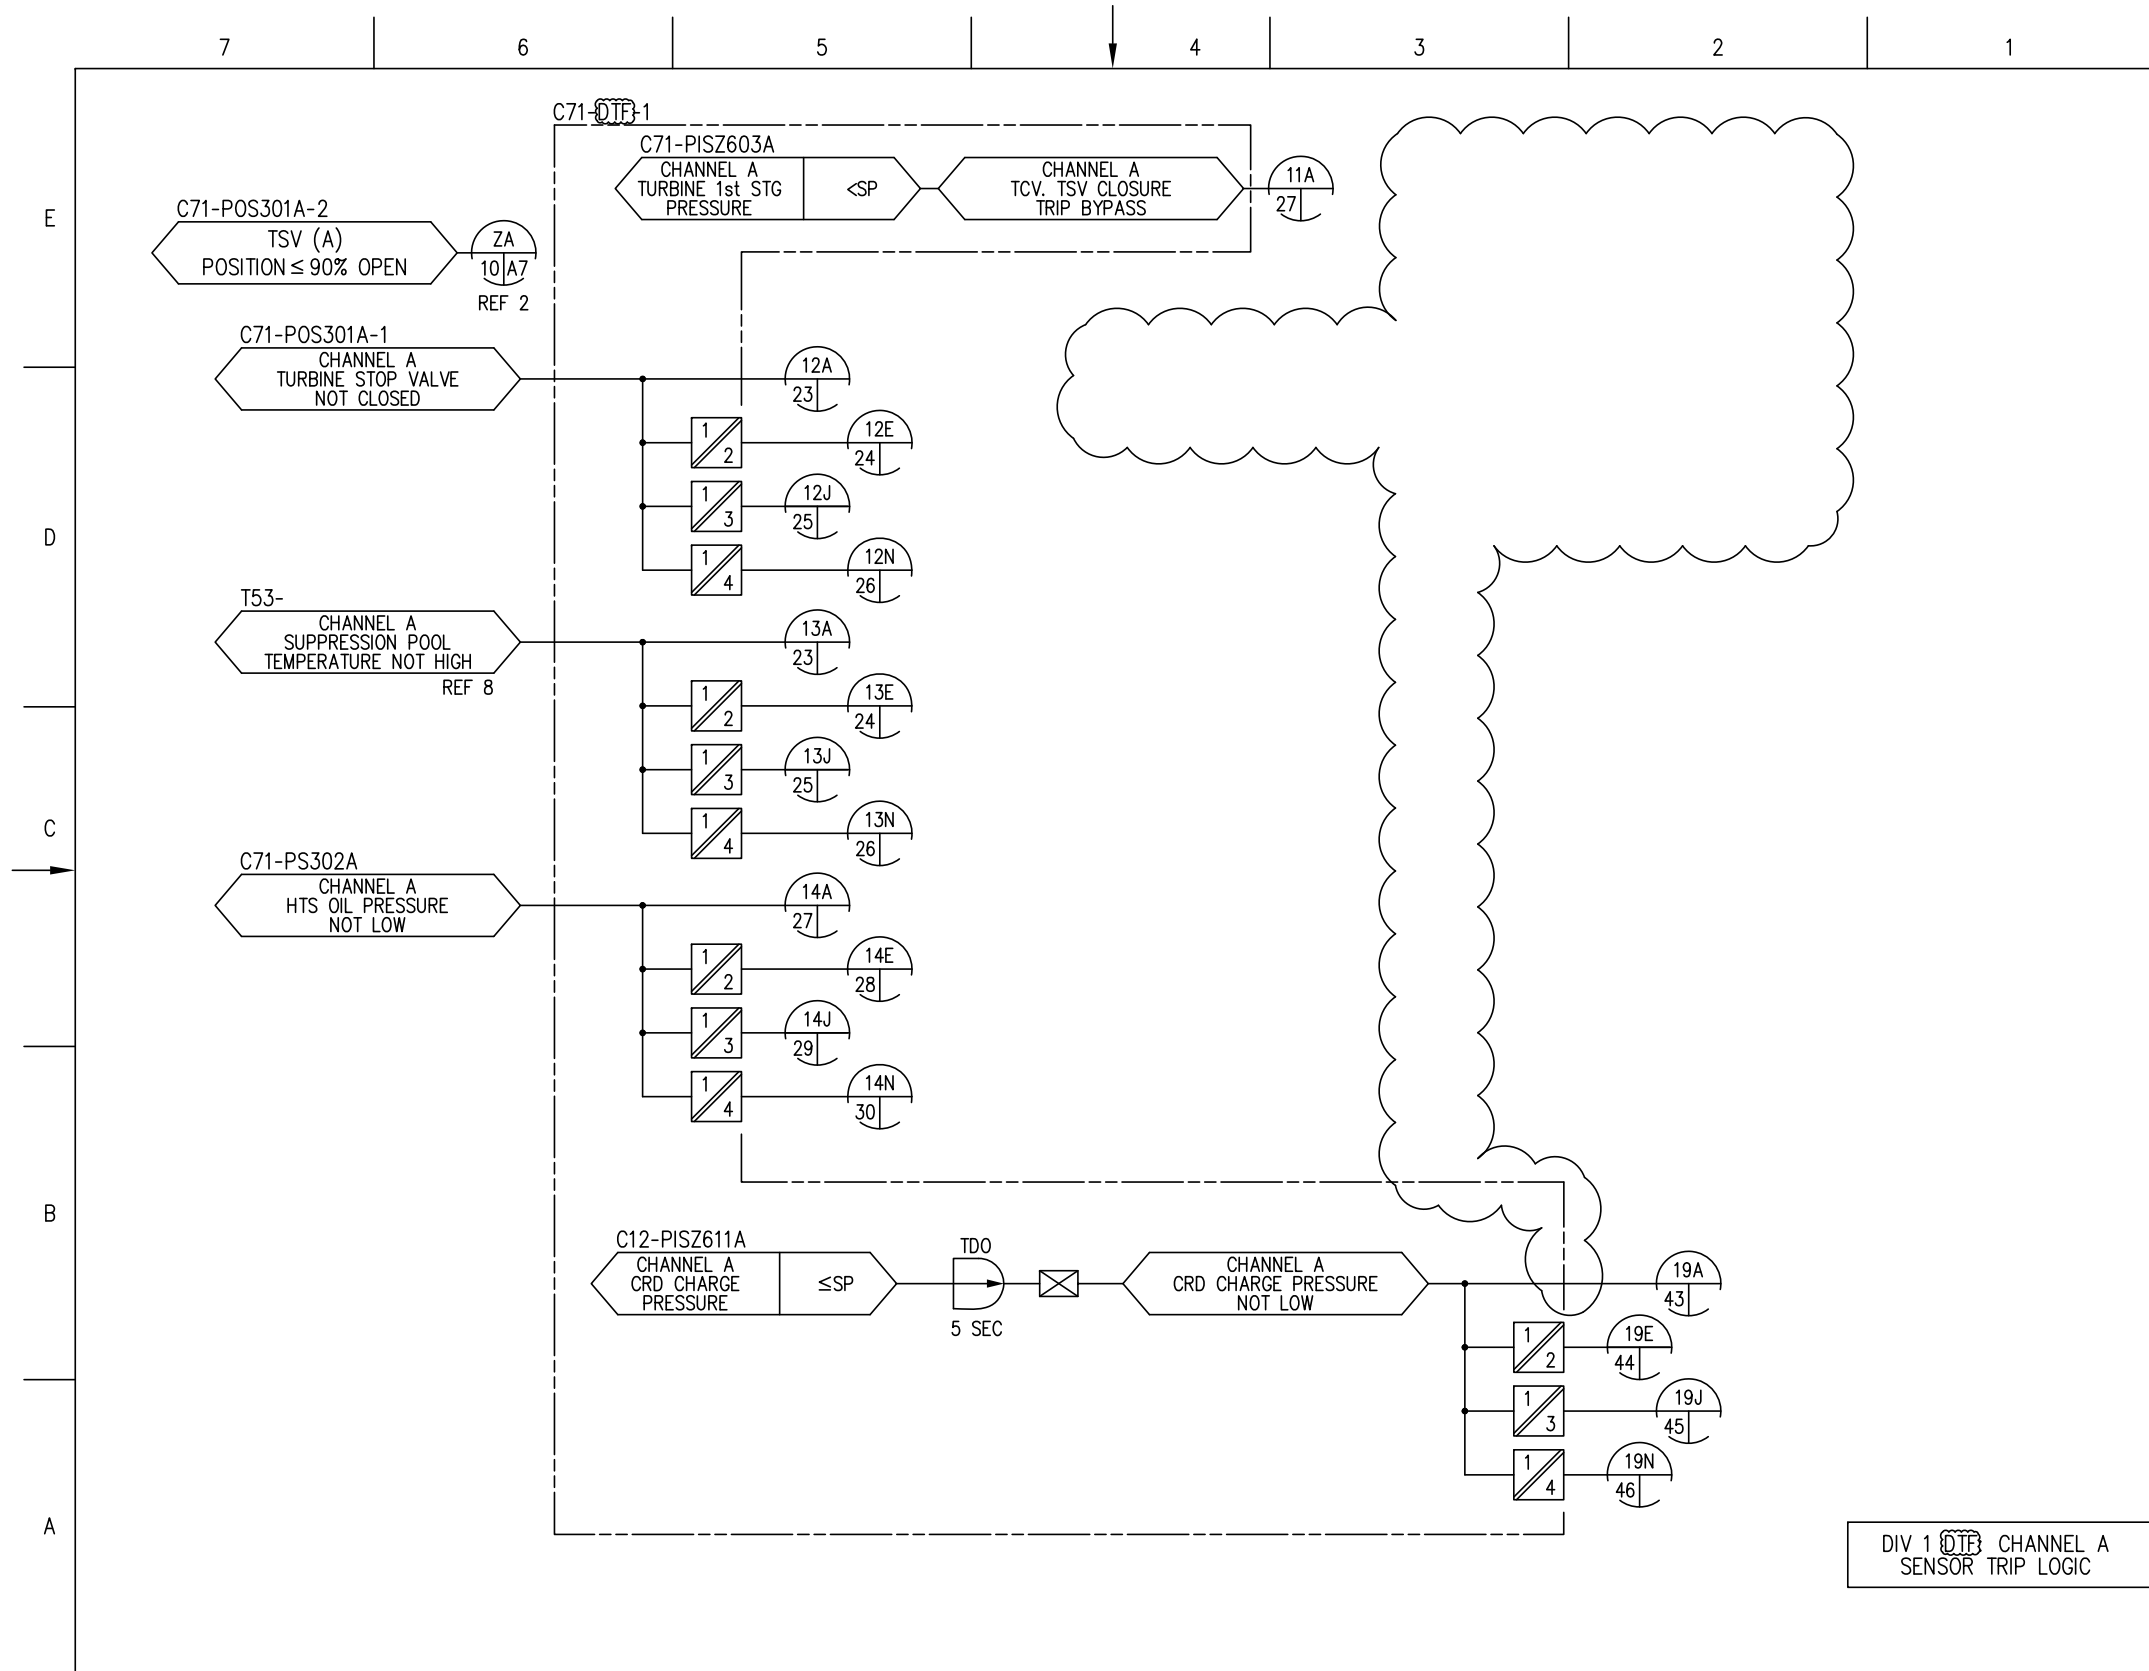 7 6 5 4 3 2 1
C71-DTF-1
C71-PISZ603A
CHANNEL A
TURBINE 1st STG
PRESSURE
<SP
CHANNEL A
TCV. TSV CLOSURE
TRIP BYPASS
11A
27
E
C71-POS301A-2
TSV (A)
POSITION ≤ 90% OPEN
ZA
10 A7
REF 2
C71-POS301A-1
CHANNEL A
TURBINE STOP VALVE
NOT CLOSED
12A
23
1
2
12E
24
1
3
12J
25
D
1
4
12N
26
T53-
CHANNEL A
SUPPRESSION POOL
TEMPERATURE NOT HIGH
REF 8
13A
23
1
2
13E
24
1
3
13J
25
C
1
4
13N
26
C71-PS302A
CHANNEL A
HTS OIL PRESSURE
NOT LOW
14A
27
1
2
14E
28
1
3
14J
29
1
4
14N
30
B
C12-PISZ611A
CHANNEL A
CRD CHARGE
PRESSURE
≤SP
TDO
5 SEC
CHANNEL A
CRD CHARGE PRESSURE
NOT LOW
19A
43
1
2
19E
44
1
3
19J
45
1
4
19N
46
A
DIV 1 DTF CHANNEL A
SENSOR TRIP LOGIC